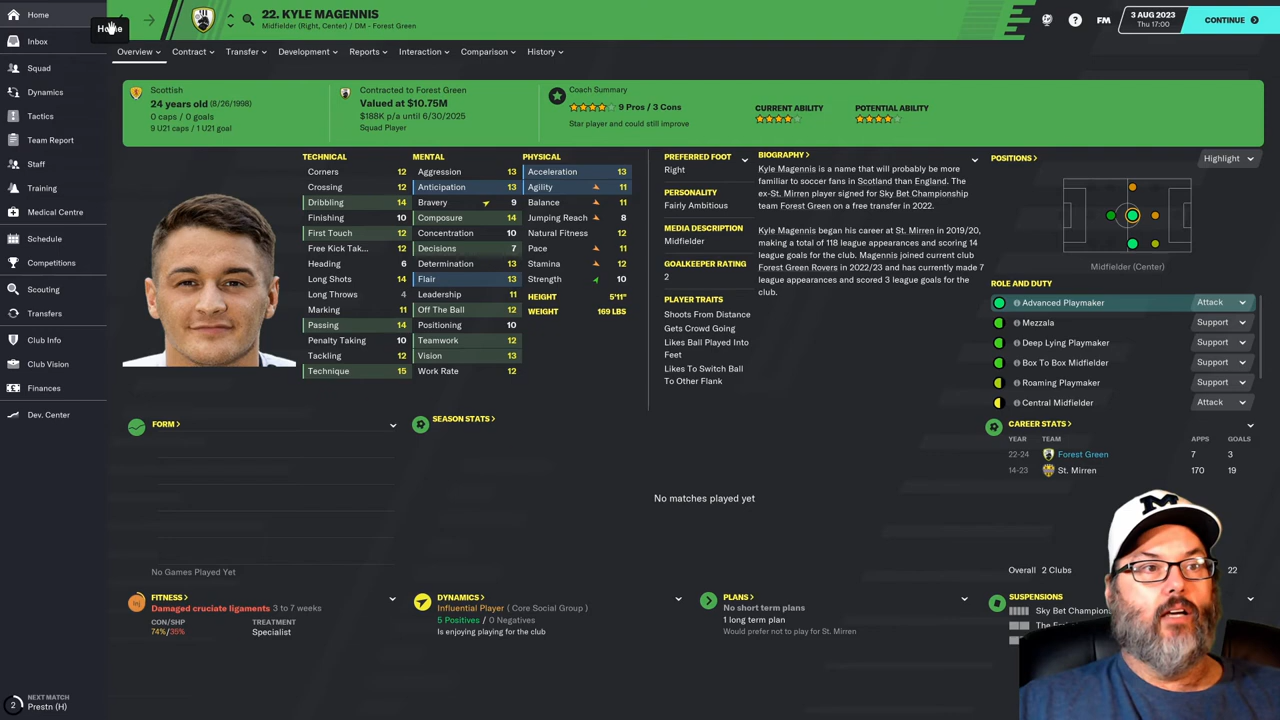 Home
Home
Inbox
Squad
Dynamics
Tactics
Team Report
Staff
Training
Medical Centre
Schedule
Competitions
Scouting
Transfers
Club Info
Club Vision
Finances
Dev. Center
2
NEXT MATCH
Prestn (H)
22. KYLE MAGENNIS
Midfielder (Right, Center) / DM - Forest Green
?
FM
3 AUG 2023
Thu 17:00
CONTINUE
Overview
Contract
Transfer
Development
Reports
Interaction
Comparison
History
Scottish
24 years old (8/26/1998)
0 caps / 0 goals
9 U21 caps / 1 U21 goal
Contracted to Forest Green
Valued at $10.75M
$188K p/a until 6/30/2025
Squad Player
Coach Summary
9 Pros / 3 Cons
Star player and could still improve
CURRENT ABILITY
POTENTIAL ABILITY
TECHNICAL
Corners 12
Crossing 12
Dribbling 14
Finishing 10
First Touch 12
Free Kick Tak... 12
Heading 6
Long Shots 14
Long Throws 4
Marking 11
Passing 14
Penalty Taking 10
Tackling 12
Technique 15
MENTAL
Aggression 13
Anticipation 13
Bravery 9
Composure 14
Concentration 10
Decisions 7
Determination 13
Flair 13
Leadership 11
Off The Ball 12
Positioning 10
Teamwork 12
Vision 13
Work Rate 12
PHYSICAL
Acceleration 13
Agility 11
Balance 11
Jumping Reach 8
Natural Fitness 12
Pace 11
Stamina 12
Strength 10
HEIGHT 5'11"
WEIGHT 169 LBS
PREFERRED FOOT
Right
PERSONALITY
Fairly Ambitious
MEDIA DESCRIPTION
Midfielder
GOALKEEPER RATING
2
PLAYER TRAITS
Shoots From Distance
Gets Crowd Going
Likes Ball Played Into
Feet
Likes To Switch Ball
To Other Flank
BIOGRAPHY
Kyle Magennis is a name that will probably be more
familiar to soccer fans in Scotland than England. The
ex-St. Mirren player signed for Sky Bet Championship
team Forest Green on a free transfer in 2022.
Kyle Magennis began his career at St. Mirren in 2019/20,
making a total of 118 league appearances and scoring 14
league goals for the club. Magennis joined current club
Forest Green Rovers in 2022/23 and has currently made 7
league appearances and scored 3 league goals for the
club.
POSITIONS
Highlight
Midfielder (Center)
ROLE AND DUTY
Advanced Playmaker Attack
Mezzala Support
Deep Lying Playmaker Support
Box To Box Midfielder Support
Roaming Playmaker Support
Central Midfielder Attack
FORM
No Games Played Yet
SEASON STATS
No matches played yet
CAREER STATS
YEAR TEAM APPS GOALS
22-24 Forest Green 7 3
14-23 St. Mirren 170 19
Overall 2 Clubs 22
FITNESS
Inj
Damaged cruciate ligaments 3 to 7 weeks
CON/SHP
74%/35%
TREATMENT
Specialist
DYNAMICS
Influential Player ( Core Social Group )
5 Positives / 0 Negatives
Is enjoying playing for the club
PLANS
No short term plans
1 long term plan
Would prefer not to play for St. Mirren
SUSPENSIONS
Sky Bet Champion
M